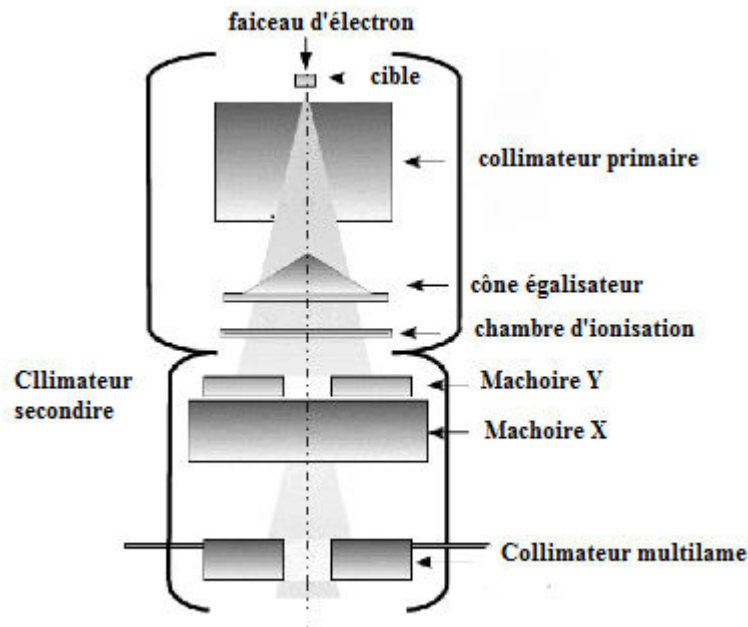 faiceau d'électron
cible
collimateur primaire
cône égalisateur
chambre d'ionisation
Cllimateur
secondire
Machoire Y
Machoire X
Collimateur multilame